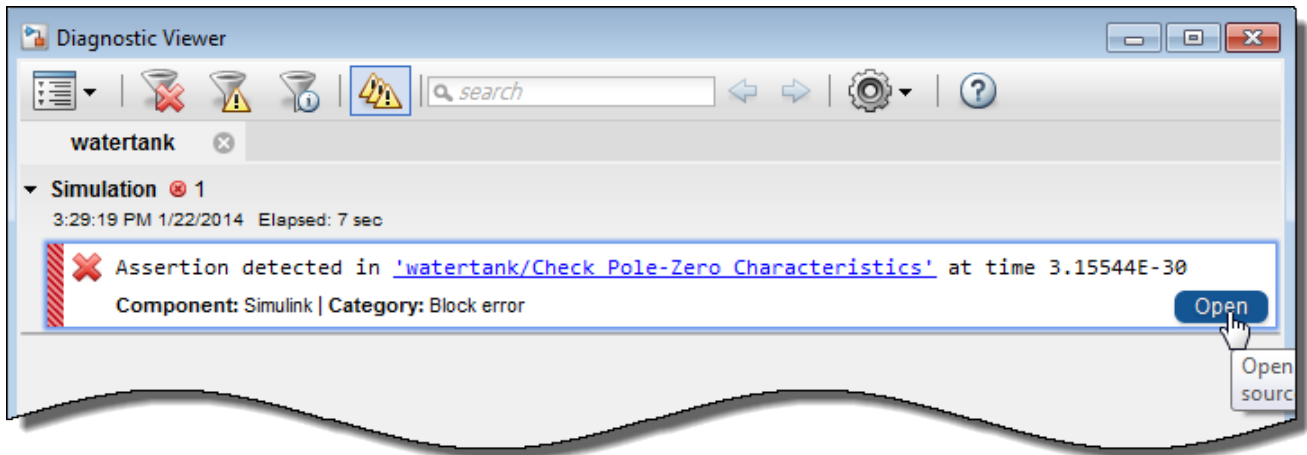 Diagnostic Viewer
search
watertank
Simulation 1
3:29:19 PM 1/22/2014 Elapsed: 7 sec
Assertion detected in 'watertank/Check Pole-Zero Characteristics' at time 3.15544E-30
Component: Simulink | Category: Block error
Open
Open